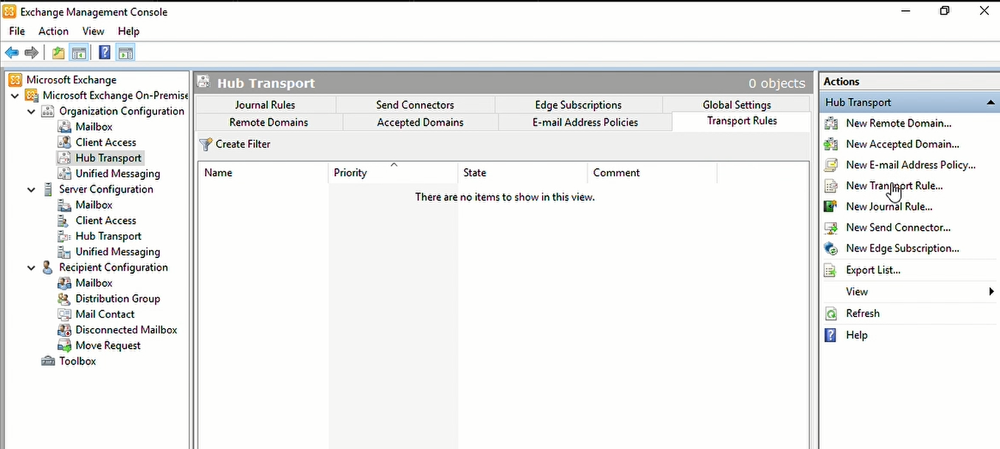 Exchange Management Console
File Action View Help
Microsoft Exchange
Microsoft Exchange On-Premise
Organization Configuration
Mailbox
Client Access
Hub Transport
Unified Messaging
Server Configuration
Mailbox
Client Access
Hub Transport
Unified Messaging
Recipient Configuration
Mailbox
Distribution Group
Mail Contact
Disconnected Mailbox
Move Request
Toolbox
Hub Transport 0 objects
Journal Rules Send Connectors Edge Subscriptions Global Settings
Remote Domains Accepted Domains E-mail Address Policies Transport Rules
Create Filter
Name Priority State Comment
There are no items to show in this view.
Actions
Hub Transport
New Remote Domain...
New Accepted Domain...
New E-mail Address Policy...
New Transport Rule...
New Journal Rule...
New Send Connector...
New Edge Subscription...
Export List...
View
Refresh
Help